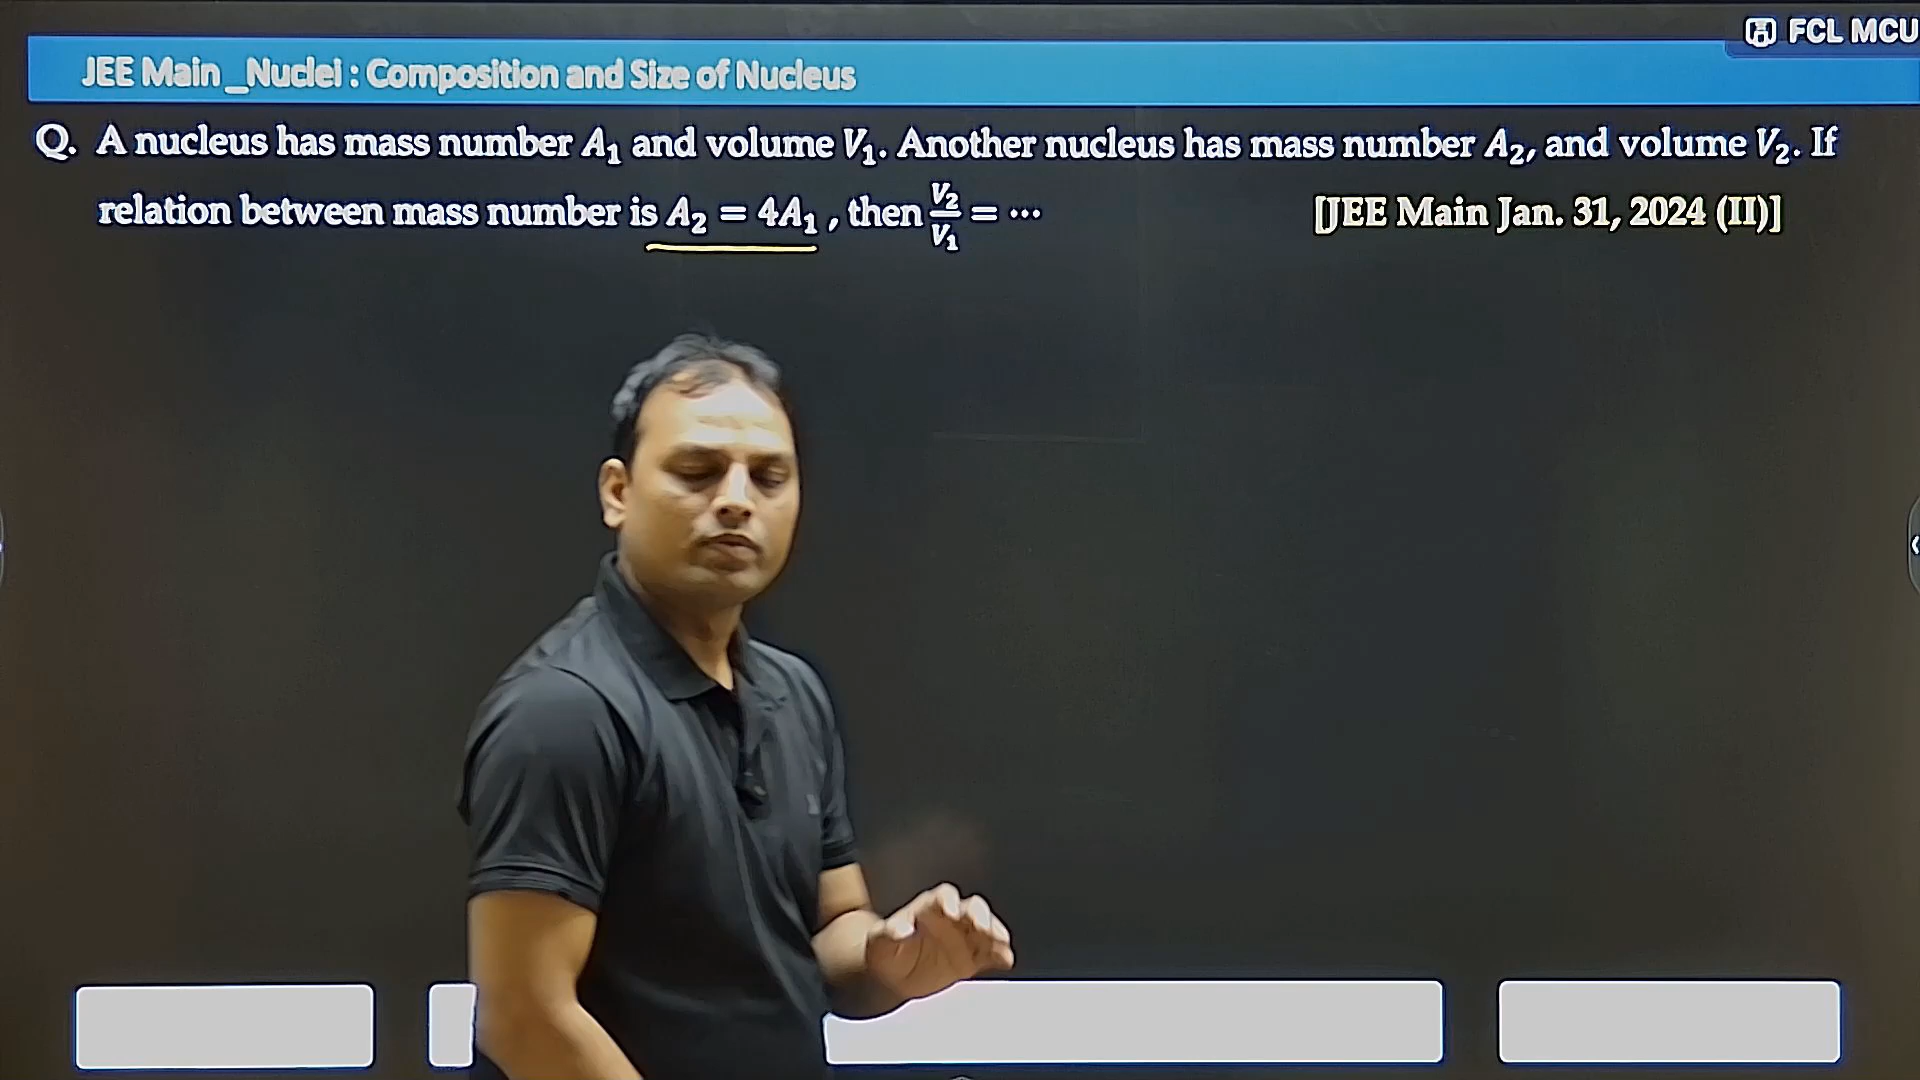 FCL MCU
JEE Main _Nuclei : Composition and Size of Nucleus
Q. A nucleus has mass number A₁ and volume V₁. Another nucleus has mass number A₂, and volume V₂. If
relation between mass number is A₂ = 4A₁ , then V₂/V₁ = ⋯ [JEE Main Jan. 31, 2024 (II)]